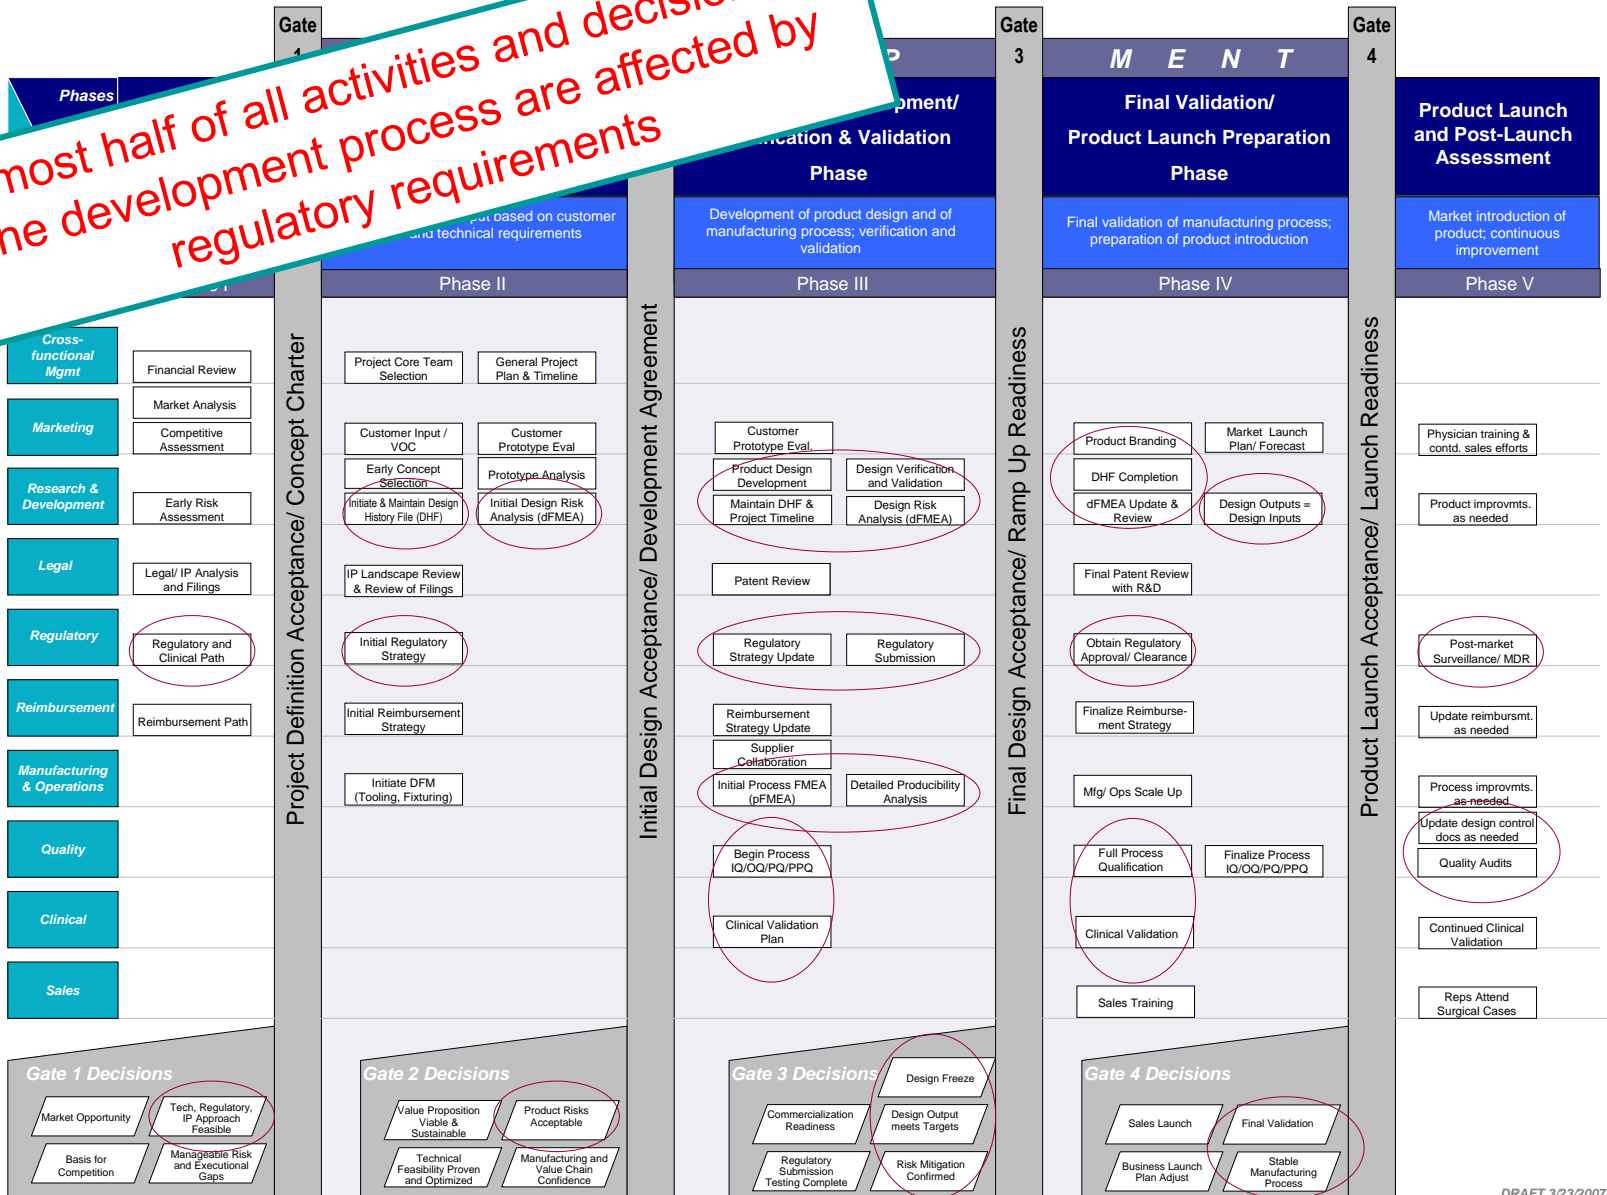 Gate
1
most half of all activities and
development process are affected by
regulatory requirements
P
Gate
3
M E N T
Gate
4
Phases
& Validation
Phase
Final Validation/
Product Launch Preparation
Phase
Product Launch
and Post-Launch
Assessment
based on customer
and technical requirements
Development of product design and of
manufacturing process; verification and
validation
Final validation of manufacturing process;
preparation of product introduction
Market introduction of
product; continuous
improvement
Phase II
Phase III
Phase IV
Phase V
Project Definition Acceptance/ Concept Charter
Initial Design Acceptance/ Development Agreement
Final Design Acceptance/ Ramp Up Readiness
Product Launch Acceptance/ Launch Readiness
Cross-
functional
Mgmt
Financial Review
Project Core Team
Selection
General Project
Plan & Timeline
Marketing
Market Analysis
Competitive
Assessment
Customer Input /
VOC
Customer
Prototype Eval
Customer
Prototype Eval.
Product Branding
Market Launch
Plan/ Forecast
Physician training &
contd. sales efforts
Research &
Development
Early Risk
Assessment
Early Concept
Selection
Prototype Analysis
Initiate & Maintain Design
History File (DHF)
Initial Design Risk
Analysis (dFMEA)
Product Design
Development
Design Verification
and Validation
Maintain DHF &
Project Timeline
Design Risk
Analysis (dFMEA)
DHF Completion
dFMEA Update &
Review
Design Outputs =
Design Inputs
Product improvmts.
as needed
Legal
Legal/ IP Analysis
and Filings
IP Landscape Review
& Review of Filings
Patent Review
Final Patent Review
with R&D
Regulatory
Regulatory and
Clinical Path
Initial Regulatory
Strategy
Regulatory
Strategy Update
Regulatory
Submission
Obtain Regulatory
Approval/ Clearance
Post-market
Surveillance/ MDR
Reimbursement
Reimbursement Path
Initial Reimbursement
Strategy
Reimbursement
Strategy Update
Finalize Reimburse-
ment Strategy
Update reimbursmt.
as needed
Manufacturing
& Operations
Initiate DFM
(Tooling, Fixturing)
Supplier
Collaboration
Initial Process FMEA
(pFMEA)
Detailed Producibility
Analysis
Mfg/ Ops Scale Up
Process improvmts.
as needed
Quality
Begin Process
IQ/OQ/PQ/PPQ
Full Process
Qualification
Finalize Process
IQ/OQ/PQ/PPQ
Update design control
docs as needed
Quality Audits
Clinical
Clinical Validation
Plan
Clinical Validation
Continued Clinical
Validation
Sales
Sales Training
Reps Attend
Surgical Cases
Gate 1 Decisions
Market Opportunity
Tech, Regulatory,
IP Approach
Feasible
Basis for
Competition
Manageable Risk
and Executional
Gaps
Gate 2 Decisions
Value Proposition
Viable &
Sustainable
Product Risks
Acceptable
Technical
Feasibility Proven
and Optimized
Manufacturing and
Value Chain
Confidence
Gate 3 Decisions
Design Freeze
Commercialization
Readiness
Design Output
meets Targets
Regulatory
Submission
Testing Complete
Risk Mitigation
Confirmed
Gate 4 Decisions
Sales Launch
Final Validation
Business Launch
Plan Adjust
Stable
Manufacturing
Process
DRAFT 3/23/2007